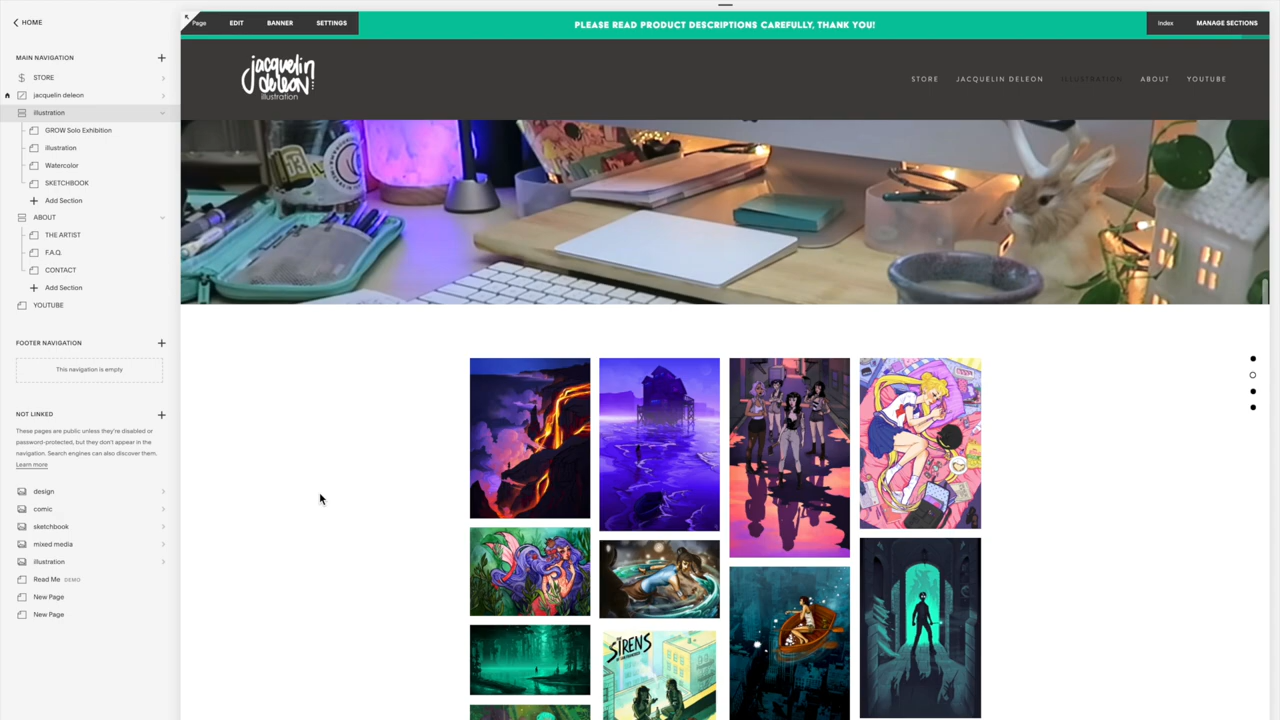 HOME
MAIN NAVIGATION
STORE
jacquelin deleon
illustration
GROW Solo Exhibition
illustration
Watercolor
SKETCHBOOK
Add Section
ABOUT
THE ARTIST
F.A.Q.
CONTACT
Add Section
YOUTUBE
FOOTER NAVIGATION
This navigation is empty
NOT LINKED
These pages are public unless they're disabled or
password-protected, but they don't appear in the
navigation. Search engines can also discover them.
Learn more
design
comic
sketchbook
mixed media
illustration
Read Me DEMO
New Page
New Page
Page EDIT BANNER SETTINGS
PLEASE READ PRODUCT DESCRIPTIONS CAREFULLY, THANK YOU!
Index MANAGE SECTIONS
jacquelin
deleon
illustration
STORE JACQUELIN DELEON ILLUSTRATION ABOUT YOUTUBE
THE
SIRENS